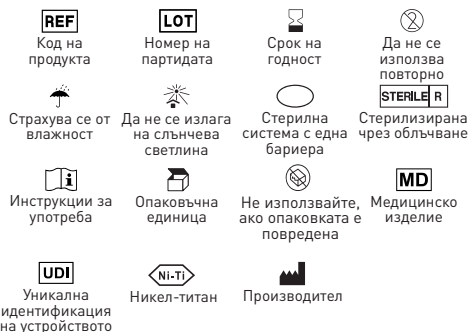 REF
Код на
продукта
LOT
Номер на
партидата
Срок на
годност
2
Да не се
използва
повторно
Страхува се от
влажност
Да не се излага
на слънчева
светлина
Стерилна
система с една
бариера
STERILE R
Стерилизирана
чрез облъчване
i
Инструкции за
употреба
Опаковъчна
единица
Не използвайте,
ако опаковката е
повредена
MD
Медицинско
изделие
UDI
Уникална
идентификация
на устройството
Ni-Ti
Никел-титан
Производител